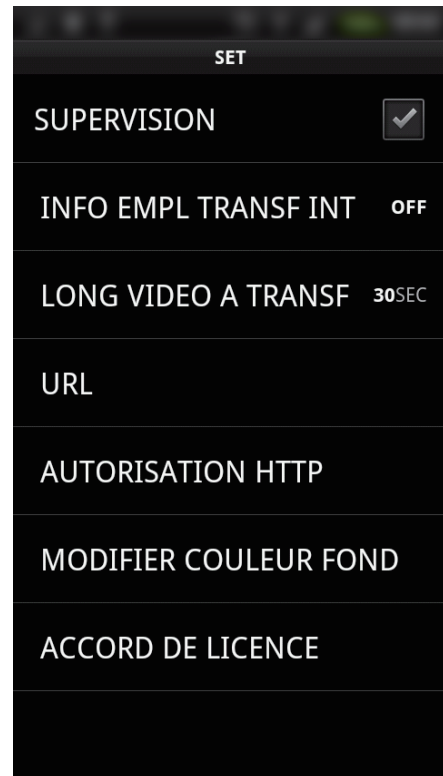 SET
SUPERVISION
INFO EMPL TRANSF INT OFF
LONG VIDEO A TRANSF 30SEC
URL
AUTORISATION HTTP
MODIFIER COULEUR FOND
ACCORD DE LICENCE